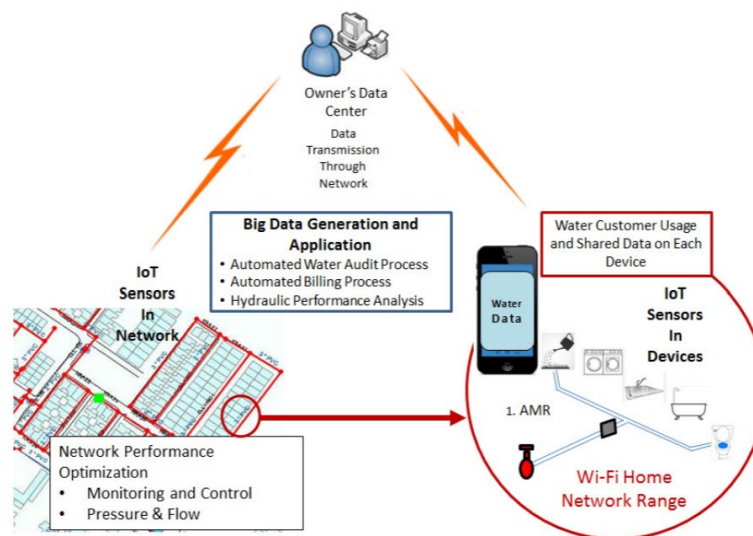 Owner's Data
Center
Data
Transmission
Through
Network
Big Data Generation and
Application
• Automated Water Audit Process
• Automated Billing Process
• Hydraulic Performance Analysis
Water Customer Usage
and Shared Data on Each
Device
IoT
Sensors
In
Network
Water
Data
IoT
Sensors
In
Devices
1. AMR
Network Performance
Optimization
• Monitoring and Control
• Pressure & Flow
Wi-Fi Home
Network Range